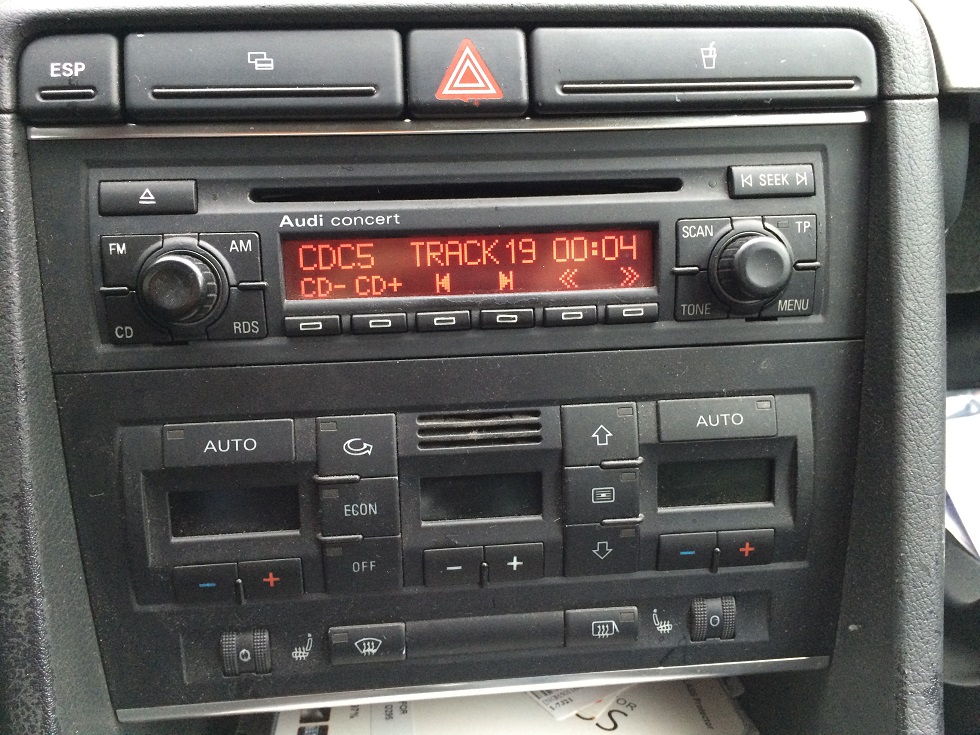 ESP
SEEK
Audi concert
FM AM
CD RDS
CDC5 TRACK19 00:04
CD- CD+
SCAN TP
TONE MENU
AUTO
AUTO
ECON
OFF
- +
- +
- +
FOR